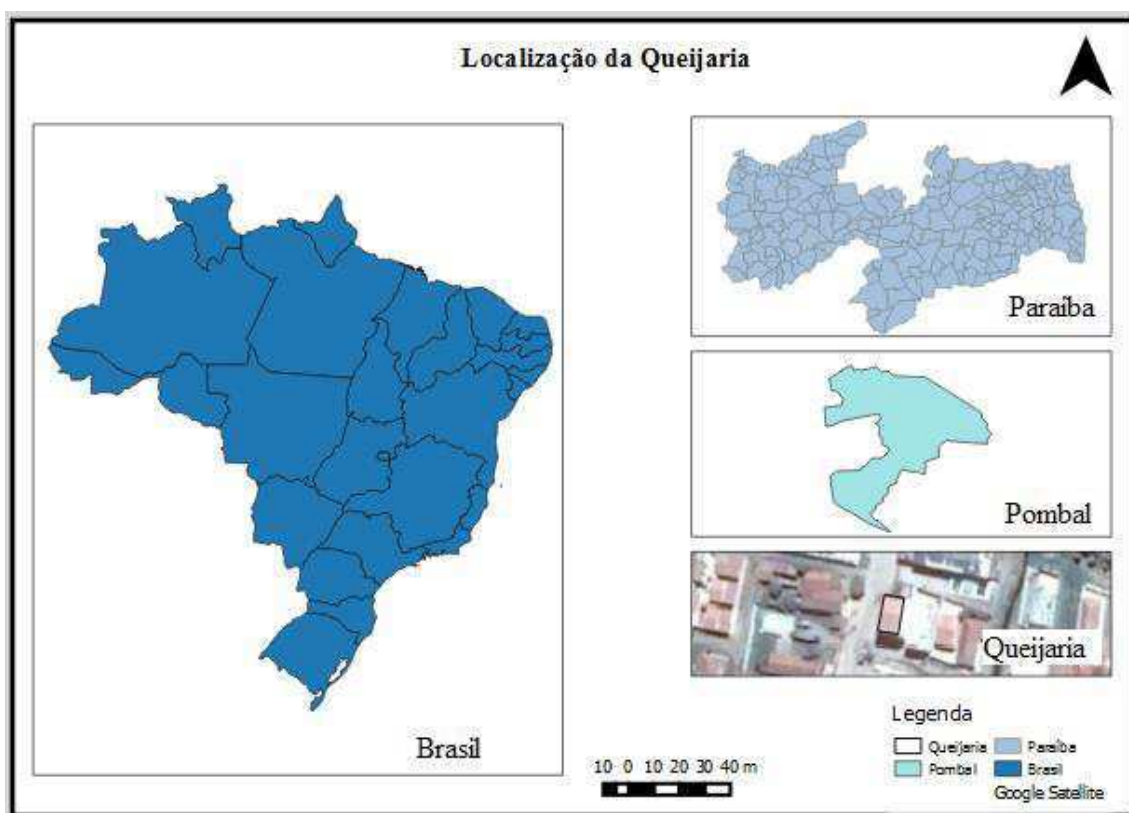 Localização da Queijaria
Brasil
Paraíba
Pombal
Queijaria
Legenda
Queijaria Paraíba
Pombal Brasil
Google Satellite
10 0 10 20 30 40 m